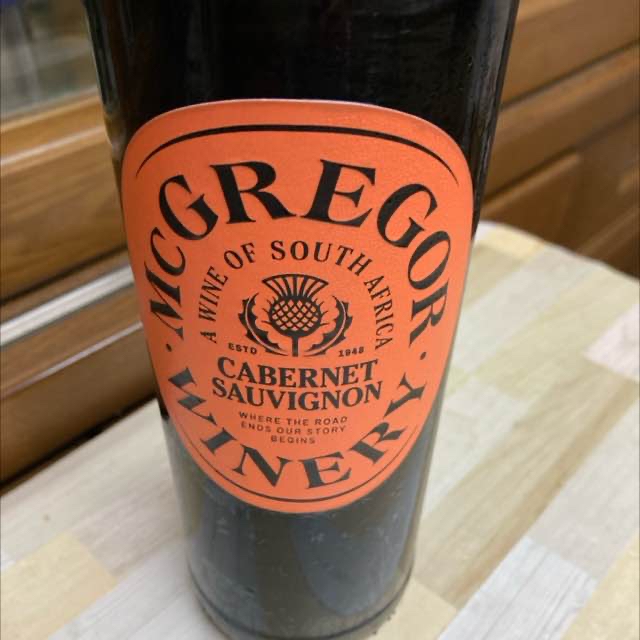 MCGREGOR
A WINE OF SOUTH AFRICA
ESTD 1948
CABERNET
SAUVIGNON
WHERE THE ROAD
ENDS OUR STORY
BEGINS
WINERY